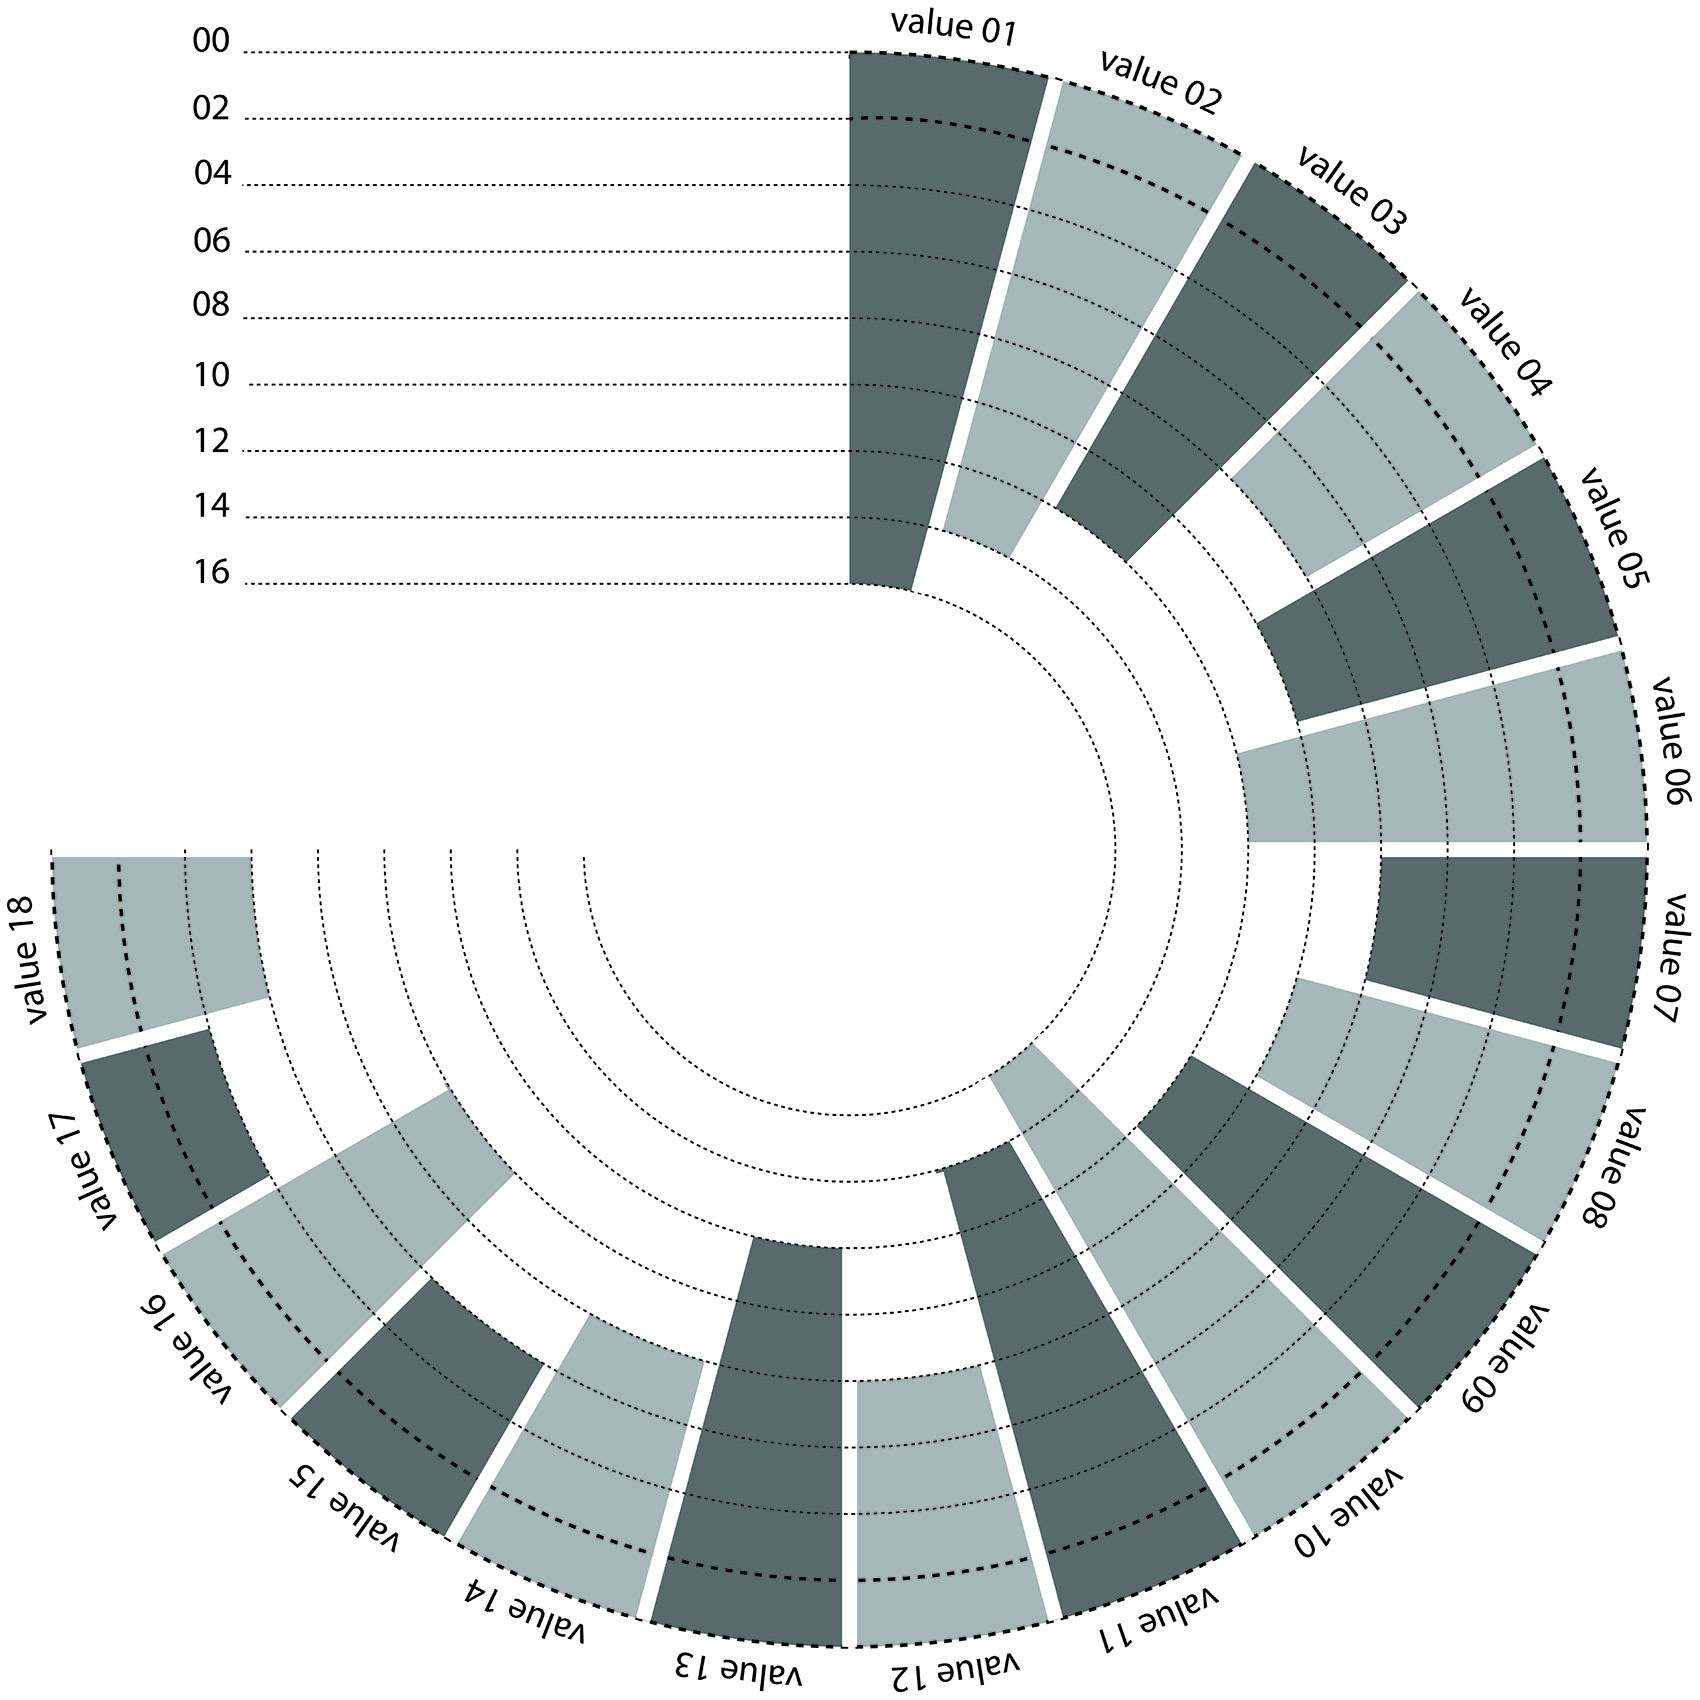 00
02
04
06
08
10
12
14
16
value 01
value 02
value 03
value 04
value 05
value 06
value 07
value 08
value 09
value 10
value 11
value 12
value 13
value 14
value 15
value 16
value 17
value 18